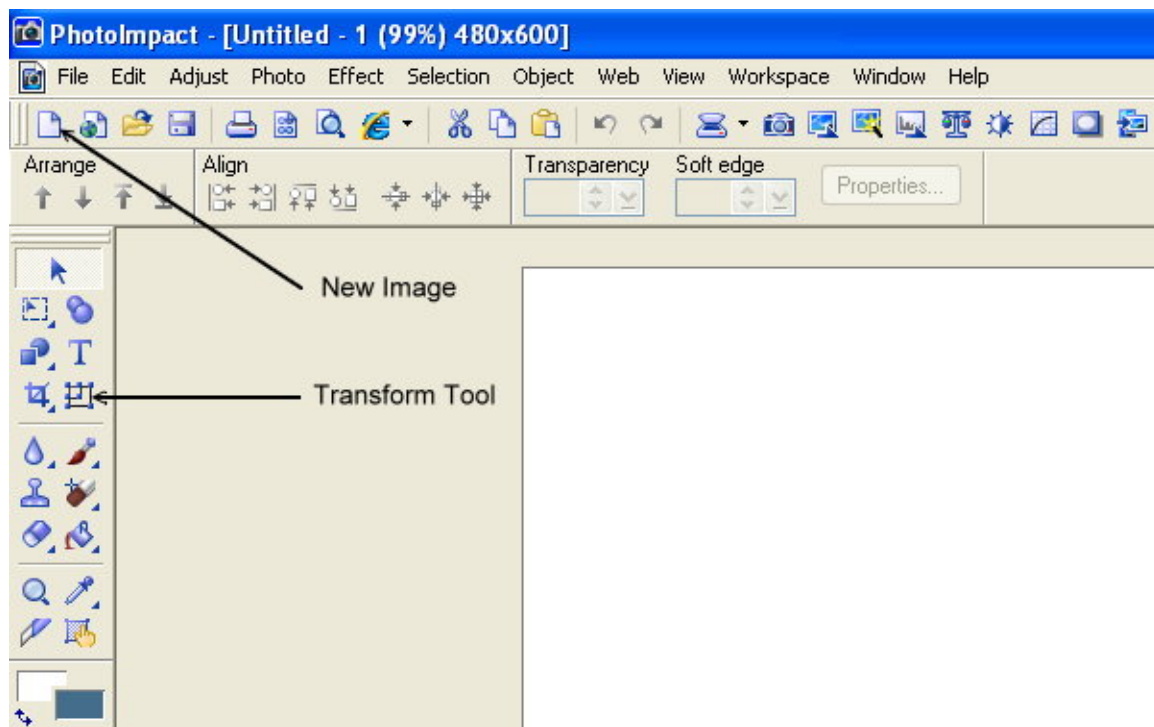 PhotoImpact - [Untitled - 1 (99%) 480x600]
File Edit Adjust Photo Effect Selection Object Web View Workspace Window Help
Arrange Align Transparency Soft edge
Properties...
New Image
T
Transform Tool